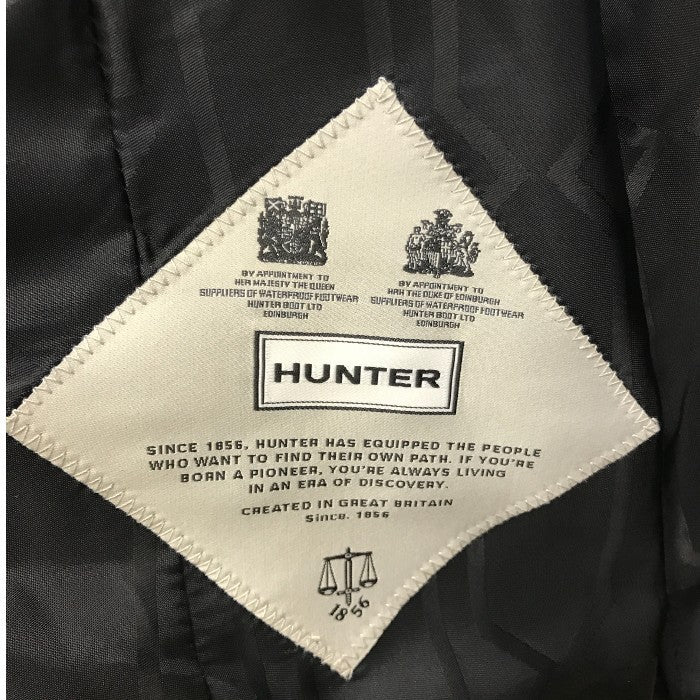 BY APPOINTMENT TO
HER MAJESTY THE QUEEN
SUPPLIERS OF WATERPROOF FOOTWEAR
HUNTER BOOT LTD
EDINBURGH
BY APPOINTMENT TO
HRH THE DUKE OF EDINBURGH
SUPPLIERS OF WATERPROOF FOOTWEAR
HUNTER BOOT LTD
EDINBURGH
HUNTER
SINCE 1856, HUNTER HAS EQUIPPED THE PEOPLE
WHO WANT TO FIND THEIR OWN PATH. IF YOU'RE
BORN A PIONEER, YOU'RE ALWAYS LIVING
IN AN ERA OF DISCOVERY.
CREATED IN GREAT BRITAIN
Since. 1856
1856